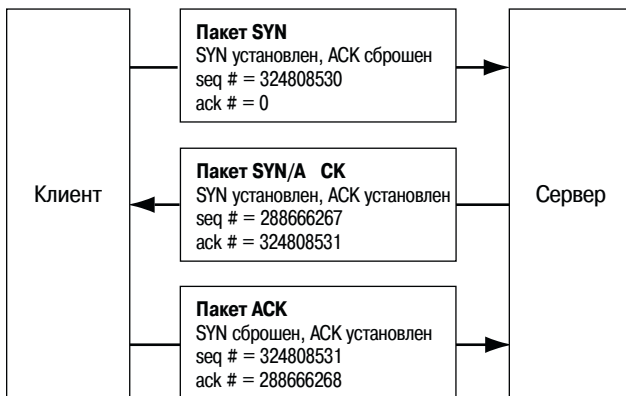 Пакет SYN
SYN установлен, ACK сброшен
seq # = 324808530
ack # = 0
Клиент
Пакет SYN/A CK
SYN установлен, ACK установлен
seq # = 288666267
ack # = 324808531
Сервер
Пакет ACK
SYN сброшен, ACK установлен
seq # = 324808531
ack # = 288666268